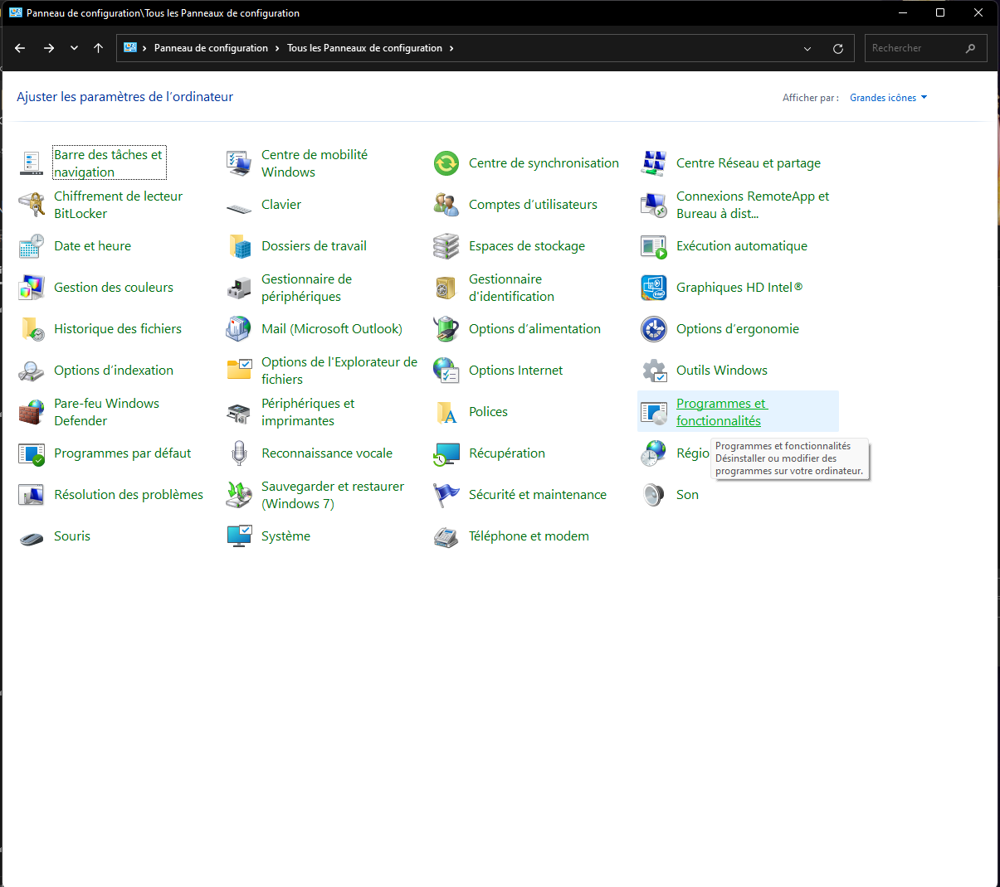 Panneau de configuration\Tous les Panneaux de configuration
Panneau de configuration > Tous les Panneaux de configuration >
Rechercher
Ajuster les paramètres de l’ordinateur
Afficher par :
Grandes icônes
Barre des tâches et
navigation
Centre de mobilité
Windows
Centre de synchronisation
Centre Réseau et partage
Chiffrement de lecteur
BitLocker
Clavier
Comptes d’utilisateurs
Connexions RemoteApp et
Bureau à dist...
Date et heure
Dossiers de travail
Espaces de stockage
Exécution automatique
Gestion des couleurs
Gestionnaire de
périphériques
Gestionnaire
d'identification
Graphiques HD Intel®
Historique des fichiers
Mail (Microsoft Outlook)
Options d’alimentation
Options d’ergonomie
Options d’indexation
Options de l'Explorateur de
fichiers
Options Internet
Outils Windows
Pare-feu Windows
Defender
Périphériques et
imprimantes
Polices
Programmes et
fonctionnalités
Programmes par défaut
Reconnaissance vocale
Récupération
Régio
Programmes et fonctionnalités
Désinstaller ou modifier des
programmes sur votre ordinateur.
Résolution des problèmes
Sauvegarder et restaurer
(Windows 7)
Sécurité et maintenance
Son
Souris
Système
Téléphone et modem